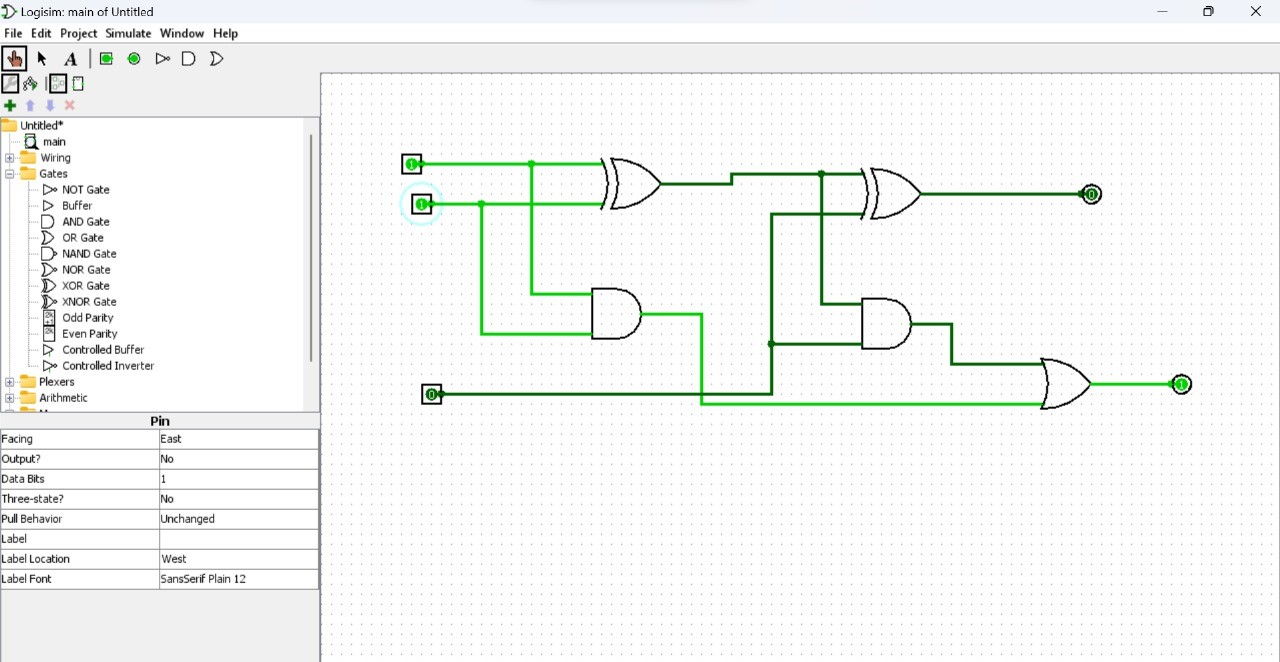 Logisim: main of Untitled
File Edit Project Simulate Window Help
A
Untitled*
main
Wiring
Gates
NOT Gate
Buffer
AND Gate
OR Gate
NAND Gate
NOR Gate
XOR Gate
XNOR Gate
Odd Parity
Even Parity
Controlled Buffer
Controlled Inverter
Plexers
Arithmetic
Pin
Facing East
Output? No
Data Bits 1
Three-state? No
Pull Behavior Unchanged
Label
Label Location West
Label Font SansSerif Plain 12
1
1
0
0
1